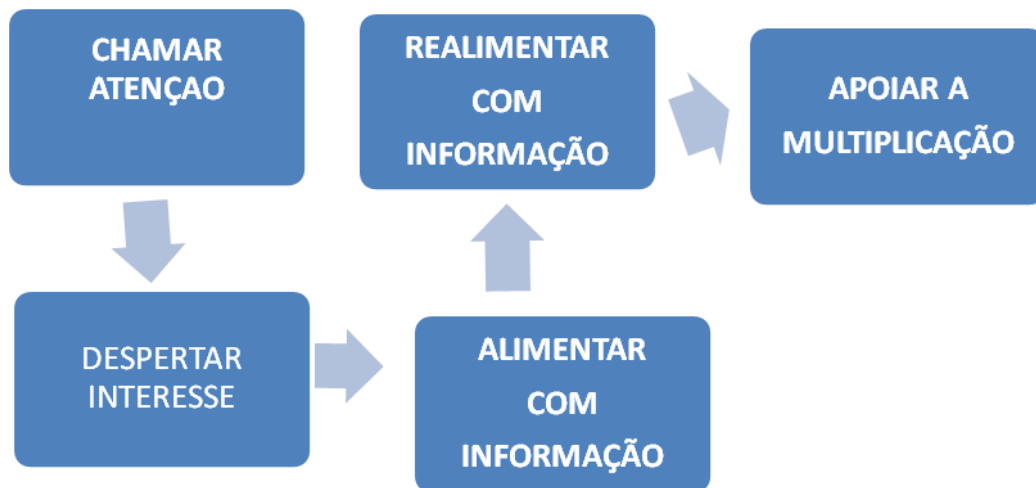 CHAMAR
ATENÇAO
DESPERTAR
INTERESSE
ALIMENTAR
COM
INFORMAÇÃO
REALIMENTAR
COM
INFORMAÇÃO
APOIAR A
MULTIPLICAÇÃO